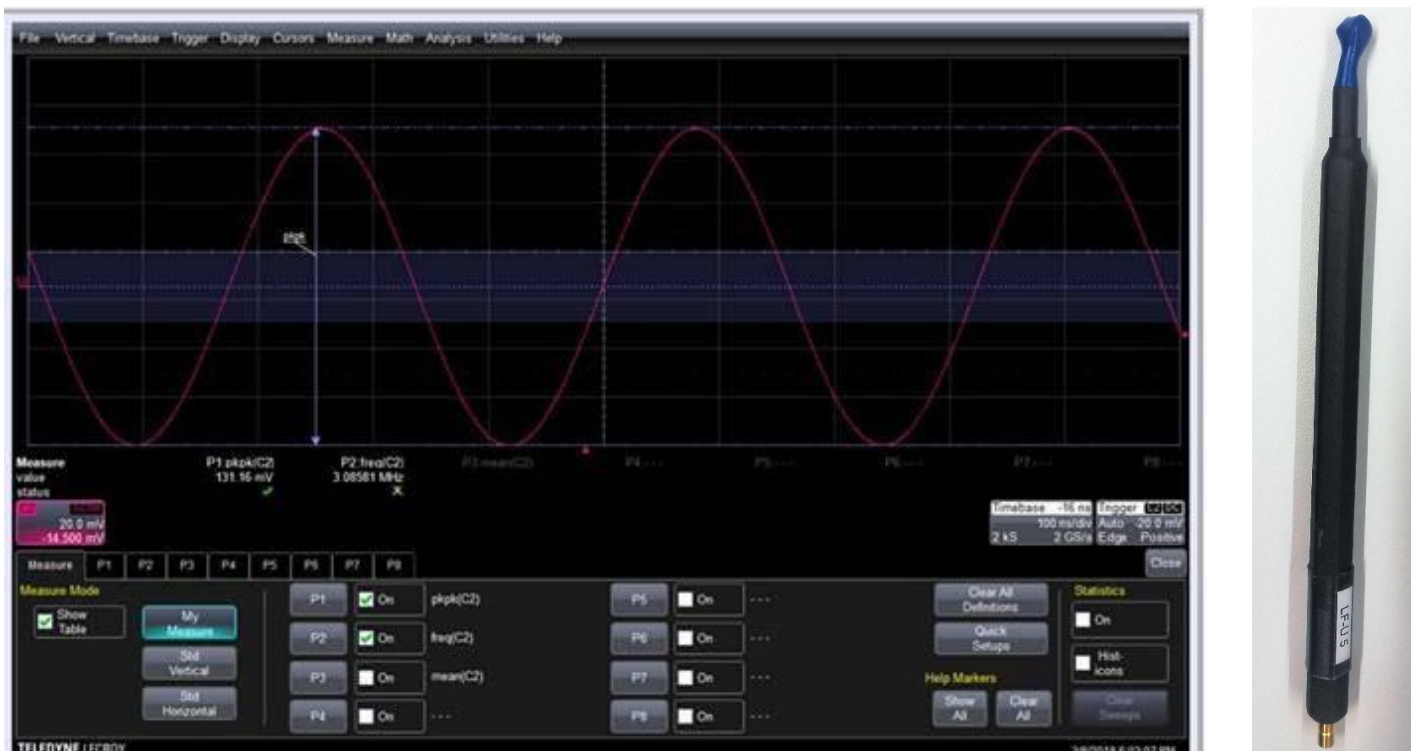 File Vertical Timebase Trigger Display Cursors Measure Math Analysis Utilities Help
pkpk
Measure P1:pkpk(C2) P2:freq(C2) P3:mean(C2) P4:--- P5:--- P6:--- P7:--- P8:---
value 131.16 mV 3.08581 MHz
status
20.0 mV
-14.500 mV
Timebase -16 ns Trigger C2 DC
100 ns/div Auto -20.0 mV
2 kS 2 GS/s Edge Positive
Measure P1 P2 P3 P4 P5 P6 P7 P8 Close
Measure Mode
Show Table
My Measure
Std Vertical
Std Horizontal
P1 On pkpk(C2)
P2 On freq(C2)
P3 On mean(C2)
P4 On ---
P5 On ---
P6 On ---
P7 On ---
P8 On ---
Clear All Definitions
Quick Setups
Help Markers
Show All
Clear All
Statistics
On
Hist-icons
Clear Sweeps
TELEDYNE LECROY
LF-U 5